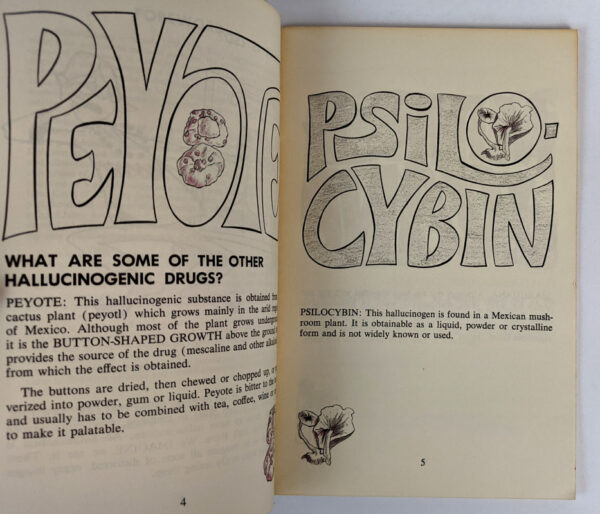 PEYOTE
WHAT ARE SOME OF THE OTHER
HALLUCINOGENIC DRUGS?
PEYOTE: This hallucinogenic substance is obtained from
cactus plant (peyotl) which grows mainly in the arid
of Mexico. Although most of the plant grows
it is the BUTTON-SHAPED GROWTH above the ground
provides the source of the drug (mescaline and other
from which the effect is obtained.
The buttons are dried, then chewed or chopped up,
verized into powder, gum or liquid. Peyote is bitter to the
and usually has to be combined with tea, coffee, wine
to make it palatable.
4
PSILO-
CYBIN
PSILOCYBIN: This hallucinogen is found in a Mexican mush-
room plant. It is obtainable as a liquid, powder or crystalline
form and is not widely known or used.
5